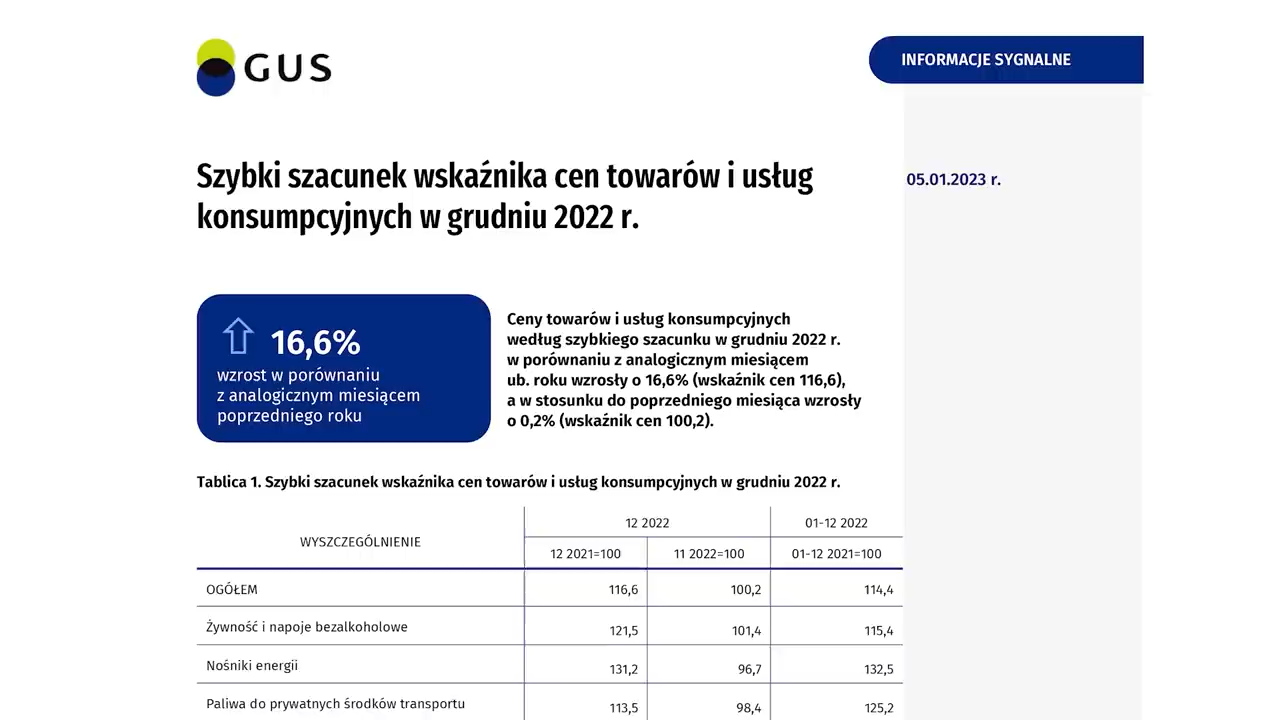 GUS
INFORMACJE SYGNALNE
Szybki szacunek wskaźnika cen towarów i usług
konsumpcyjnych w grudniu 2022 r.
05.01.2023 r.
16,6%
wzrost w porównaniu
z analogicznym miesiącem
poprzedniego roku
Ceny towarów i usług konsumpcyjnych
według szybkiego szacunku w grudniu 2022 r.
w porównaniu z analogicznym miesiącem
ub. roku wzrosły o 16,6% (wskaźnik cen 116,6),
a w stosunku do poprzedniego miesiąca wzrosły
o 0,2% (wskaźnik cen 100,2).
Tablica 1. Szybki szacunek wskaźnika cen towarów i usług konsumpcyjnych w grudniu 2022 r.
WYSZCZEGÓLNIENIE
12 2022 01-12 2022
12 2021=100 11 2022=100 01-12 2021=100
OGÓŁEM 116,6 100,2 114,4
Żywność i napoje bezalkoholowe 121,5 101,4 115,4
Nośniki energii 131,2 96,7 132,5
Paliwa do prywatnych środków transportu 113,5 98,4 125,2